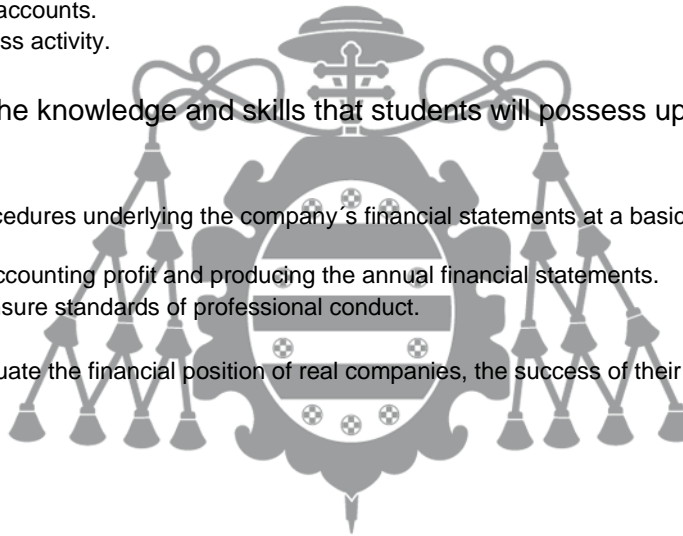 accounts.
ss activity.
he knowledge and skills that students will possess up
cedures underlying the company´s financial statements at a basic
ccounting profit and producing the annual financial statements.
nsure standards of professional conduct.
uate the financial position of real companies, the success of their